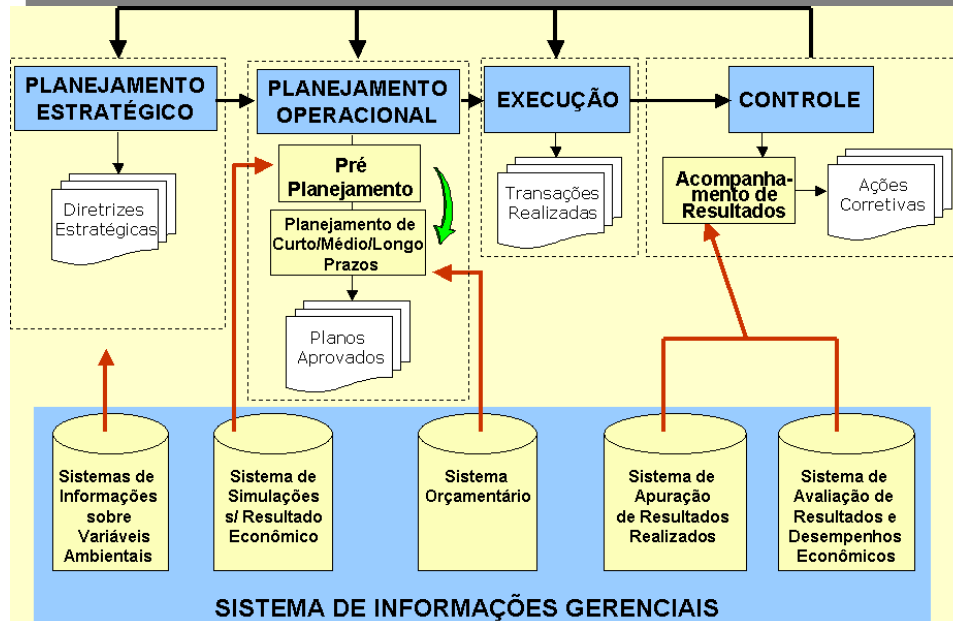 PLANEJAMENTO
ESTRATÉGICO
Diretrizes
Estratégicas
PLANEJAMENTO
OPERACIONAL
Pré
Planejamento
Planejamento de
Curto/Médio/Longo
Prazos
Planos
Aprovados
EXECUÇÃO
Transações
Realizadas
CONTROLE
Acompanha-
mento de
Resultados
Ações
Corretivas
Sistemas de
Informações
sobre
Variáveis
Ambientais
Sistema de
Simulações
s/ Resultado
Econômico
Sistema
Orçamentário
Sistema de
Apuração
de Resultados
Realizados
Sistema de
Avaliação de
Resultados e
Desempenhos
Econômicos
SISTEMA DE INFORMAÇÕES GERENCIAIS